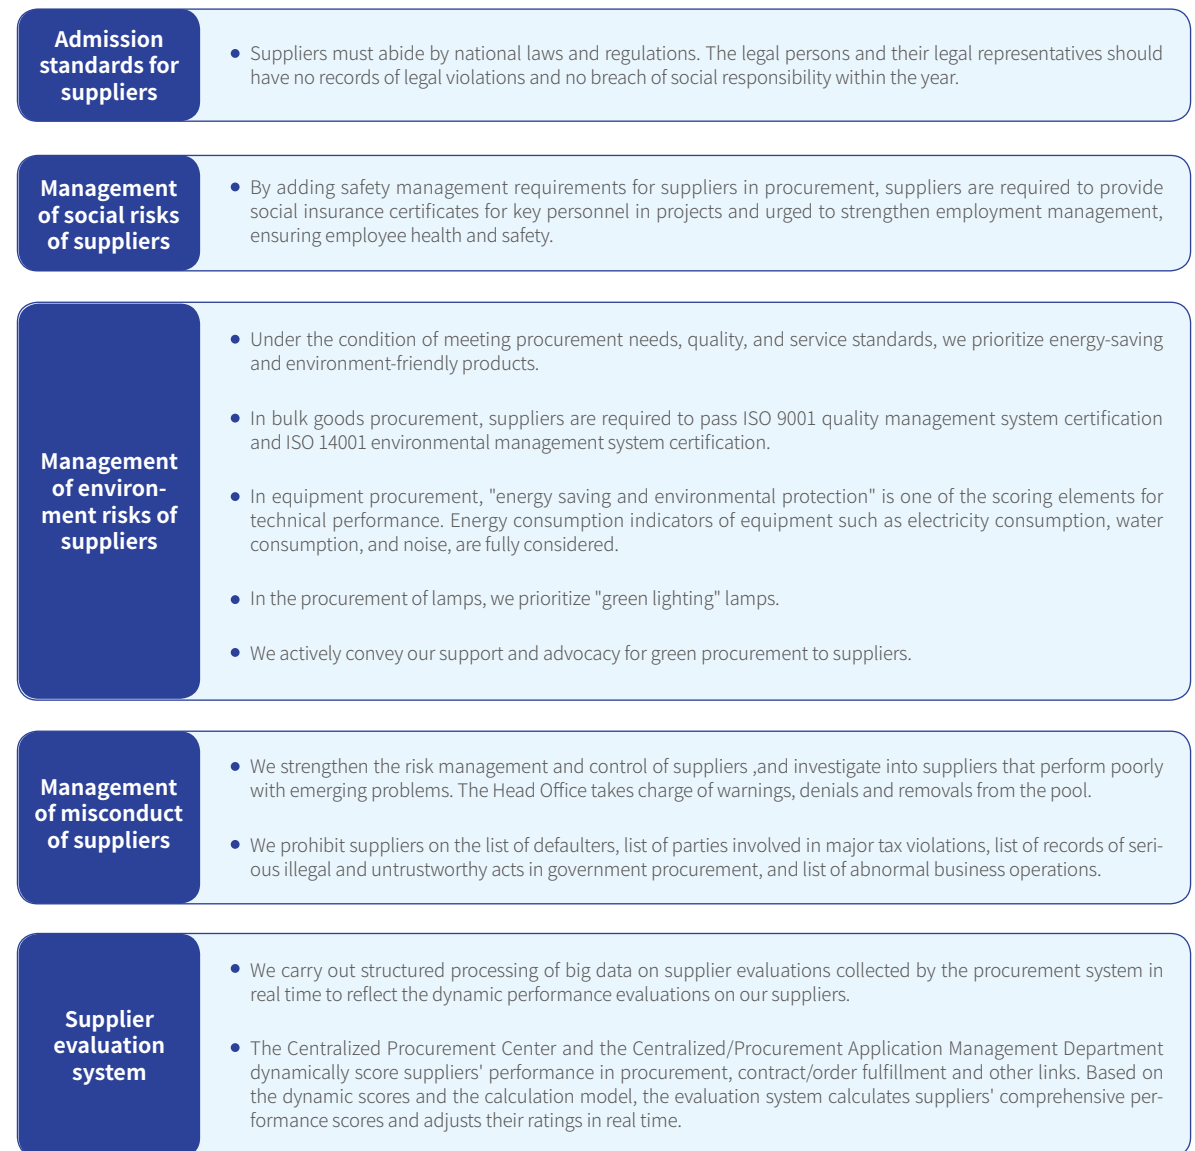 Admission
standards for
suppliers
Suppliers must abide by national laws and regulations. The legal persons and their legal representatives should
have no records of legal violations and no breach of social responsibility within the year.
Management
of social risks
of suppliers
By adding safety management requirements for suppliers in procurement, suppliers are required to provide
social insurance certificates for key personnel in projects and urged to strengthen employment management,
ensuring employee health and safety.
Management
of environ-
ment risks of
suppliers
Under the condition of meeting procurement needs, quality, and service standards, we prioritize energy-saving
and environment-friendly products.
In bulk goods procurement, suppliers are required to pass ISO 9001 quality management system certification
and ISO 14001 environmental management system certification.
In equipment procurement, "energy saving and environmental protection" is one of the scoring elements for
technical performance. Energy consumption indicators of equipment such as electricity consumption, water
consumption, and noise, are fully considered.
In the procurement of lamps, we prioritize "green lighting" lamps.
We actively convey our support and advocacy for green procurement to suppliers.
Management
of misconduct
of suppliers
We strengthen the risk management and control of suppliers ,and investigate into suppliers that perform poorly
with emerging problems. The Head Office takes charge of warnings, denials and removals from the pool.
We prohibit suppliers on the list of defaulters, list of parties involved in major tax violations, list of records of seri-
ous illegal and untrustworthy acts in government procurement, and list of abnormal business operations.
Supplier
evaluation
system
We carry out structured processing of big data on supplier evaluations collected by the procurement system in
real time to reflect the dynamic performance evaluations on our suppliers.
The Centralized Procurement Center and the Centralized/Procurement Application Management Department
dynamically score suppliers' performance in procurement, contract/order fulfillment and other links. Based on
the dynamic scores and the calculation model, the evaluation system calculates suppliers' comprehensive per-
formance scores and adjusts their ratings in real time.